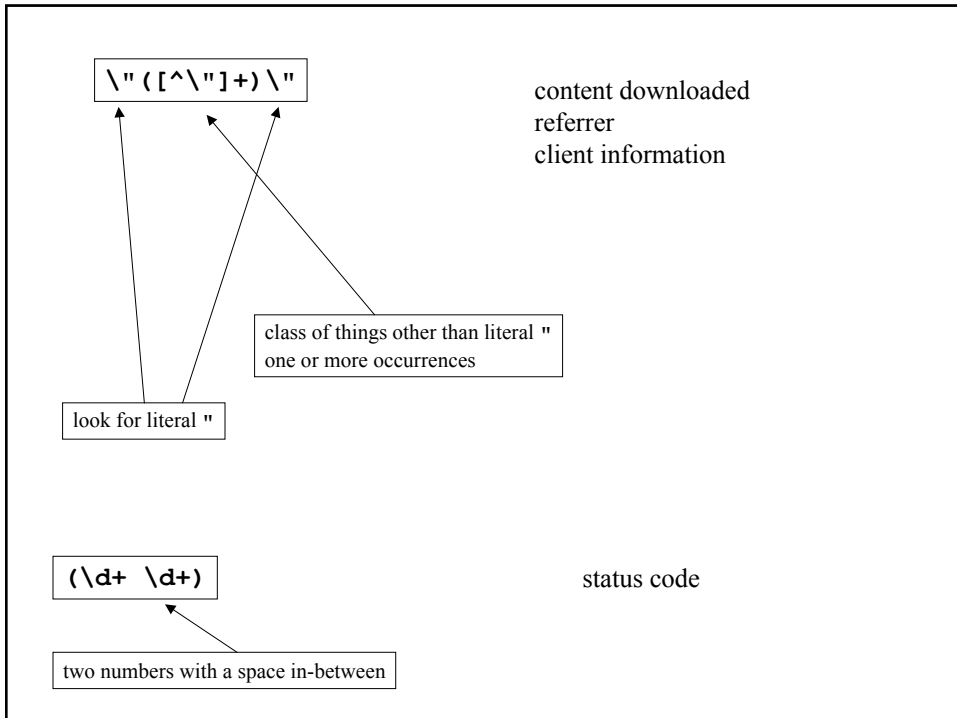 \"([^\"]+)\"
content downloaded
referrer
client information
class of things other than literal "
one or more occurrences
look for literal "
(\d+ \d+)
status code
two numbers with a space in-between